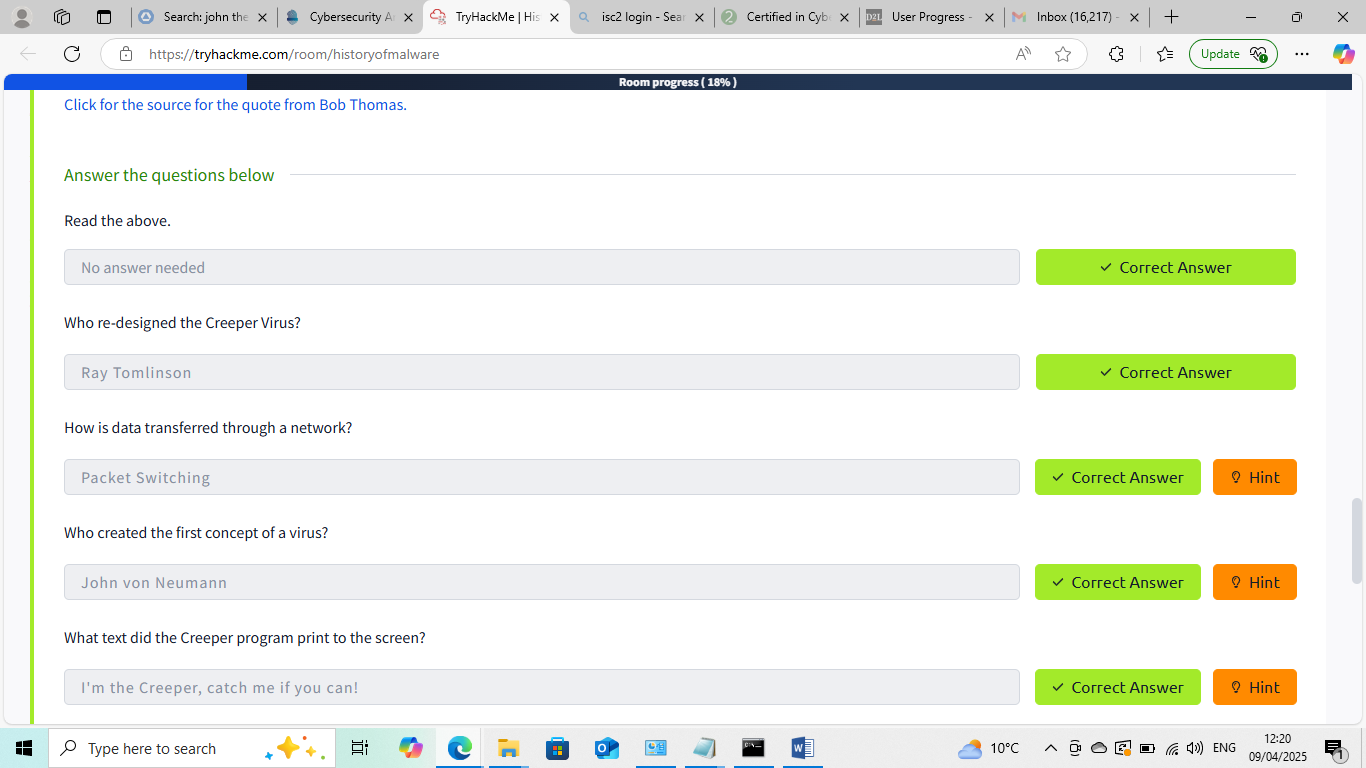 Search: john the
Cybersecurity A
TryHackMe | His
isc2 login - Sear
Certified in Cybe
User Progress -
Inbox (16,217) -
https://tryhackme.com/room/historyofmalware
Update
Room progress ( 18% )
Click for the source for the quote from Bob Thomas.
Answer the questions below
Read the above.
No answer needed
Correct Answer
Who re-designed the Creeper Virus?
Ray Tomlinson
Correct Answer
How is data transferred through a network?
Packet Switching
Correct Answer
Hint
Who created the first concept of a virus?
John von Neumann
Correct Answer
Hint
What text did the Creeper program print to the screen?
I'm the Creeper, catch me if you can!
Correct Answer
Hint
Type here to search
10°C
ENG
12:20
09/04/2025
1